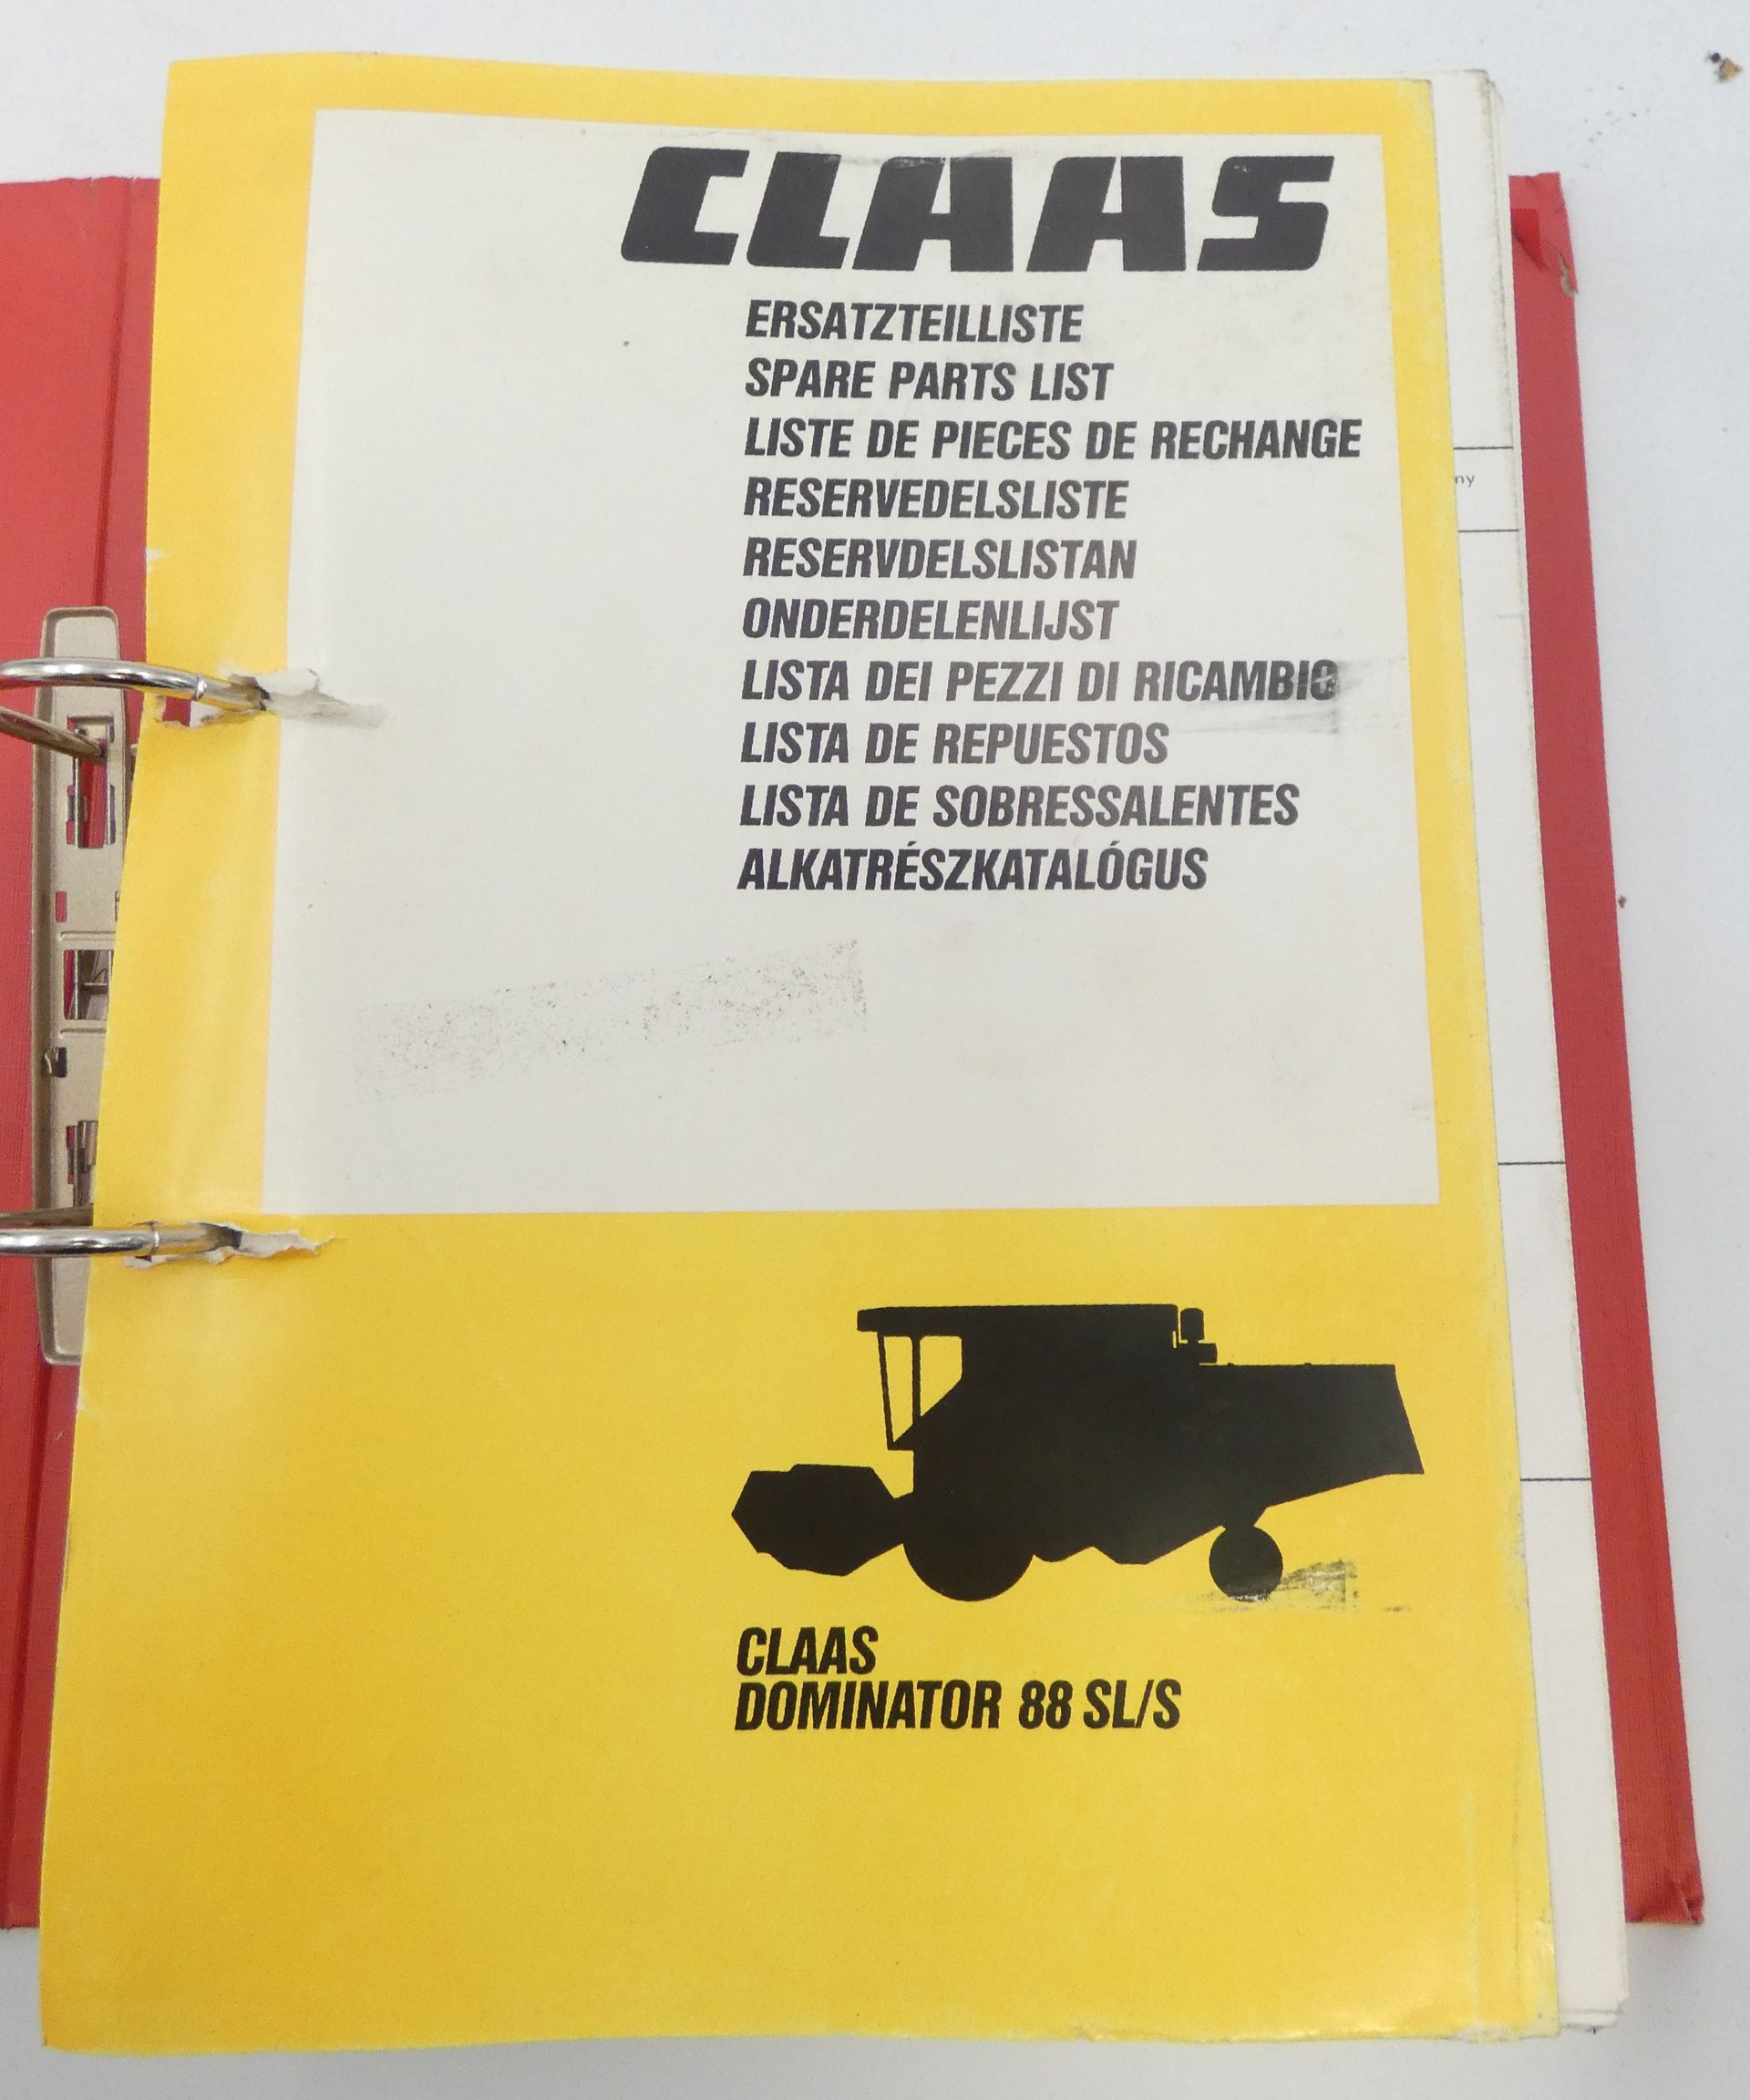 CLAAS
ERSATZTEILLISTE
SPARE PARTS LIST
LISTE DE PIECES DE RECHANGE
RESERVEDELSLISTE
RESERVDELSLISTAN
ONDERDELENLIJST
LISTA DEI PEZZI DI RICAMBIO
LISTA DE REPUESTOS
LISTA DE SOBRESSALENTES
ALKATRÉSZKATALÓGUS
CLAAS
DOMINATOR 88 SL/S